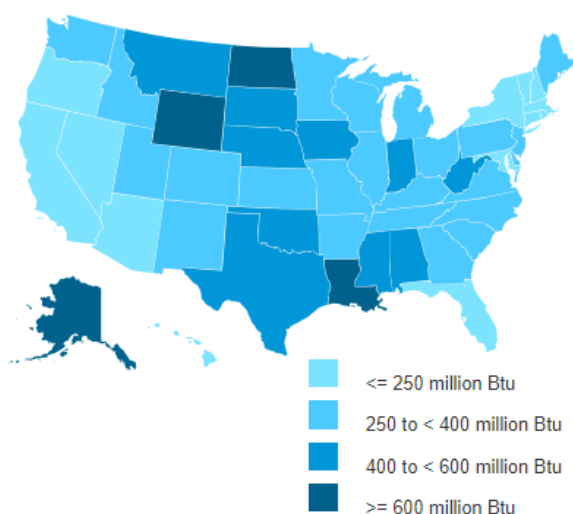 <= 250 million Btu
250 to < 400 million Btu
400 to < 600 million Btu
>= 600 million Btu